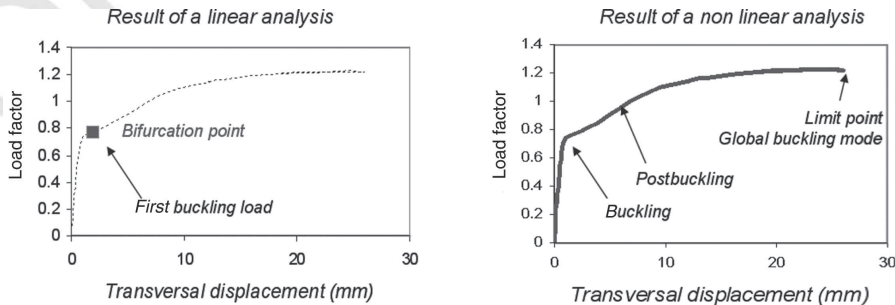 Result of a linear analysis
1.4
1.2
1
0.8
0.6
0.4
0.2
0
Load factor
Bifurcation point
First buckling load
0 10 20 30
Transversal displacement (mm)
Result of a non linear analysis
1.4
1.2
1
0.8
0.6
0.4
0.2
0
Load factor
Limit point
Global buckling mode
Postbuckling
Buckling
0 10 20 30
Transversal displacement (mm)